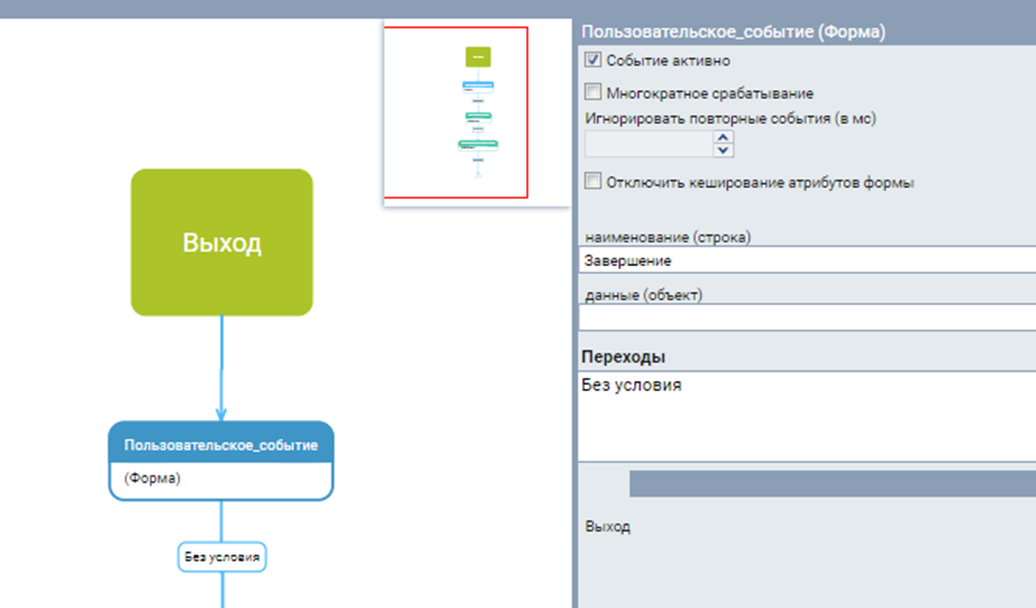 Выход
Пользовательское_событие
(Форма)
Без условия
Пользовательское_событие (Форма)
Событие активно
Многократное срабатывание
Игнорировать повторные события (в мс)
Отключить кеширование атрибутов формы
наименование (строка)
Завершение
данные (объект)
Переходы
Без условия
Выход